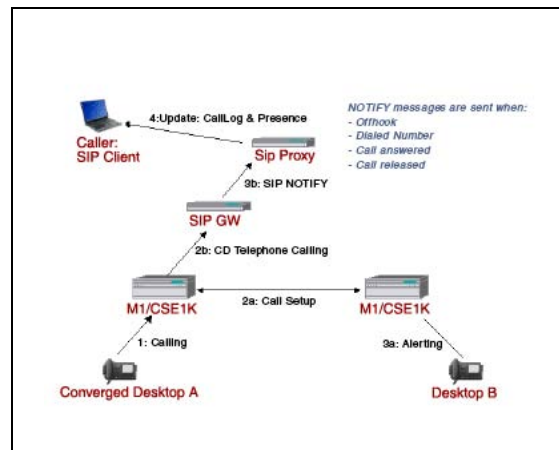 NOTIFY messages are sent when:
- Offhook
- Dialed Number
- Call answered
- Call released
4:Update: CallLog & Presence
Caller:
SIP Client
Sip Proxy
3b: SIP NOTIFY
SIP GW
2b: CD Telephone Calling
M1/CSE1K
2a: Call Setup
M1/CSE1K
1: Calling
3a: Alerting
Converged Desktop A
Desktop B